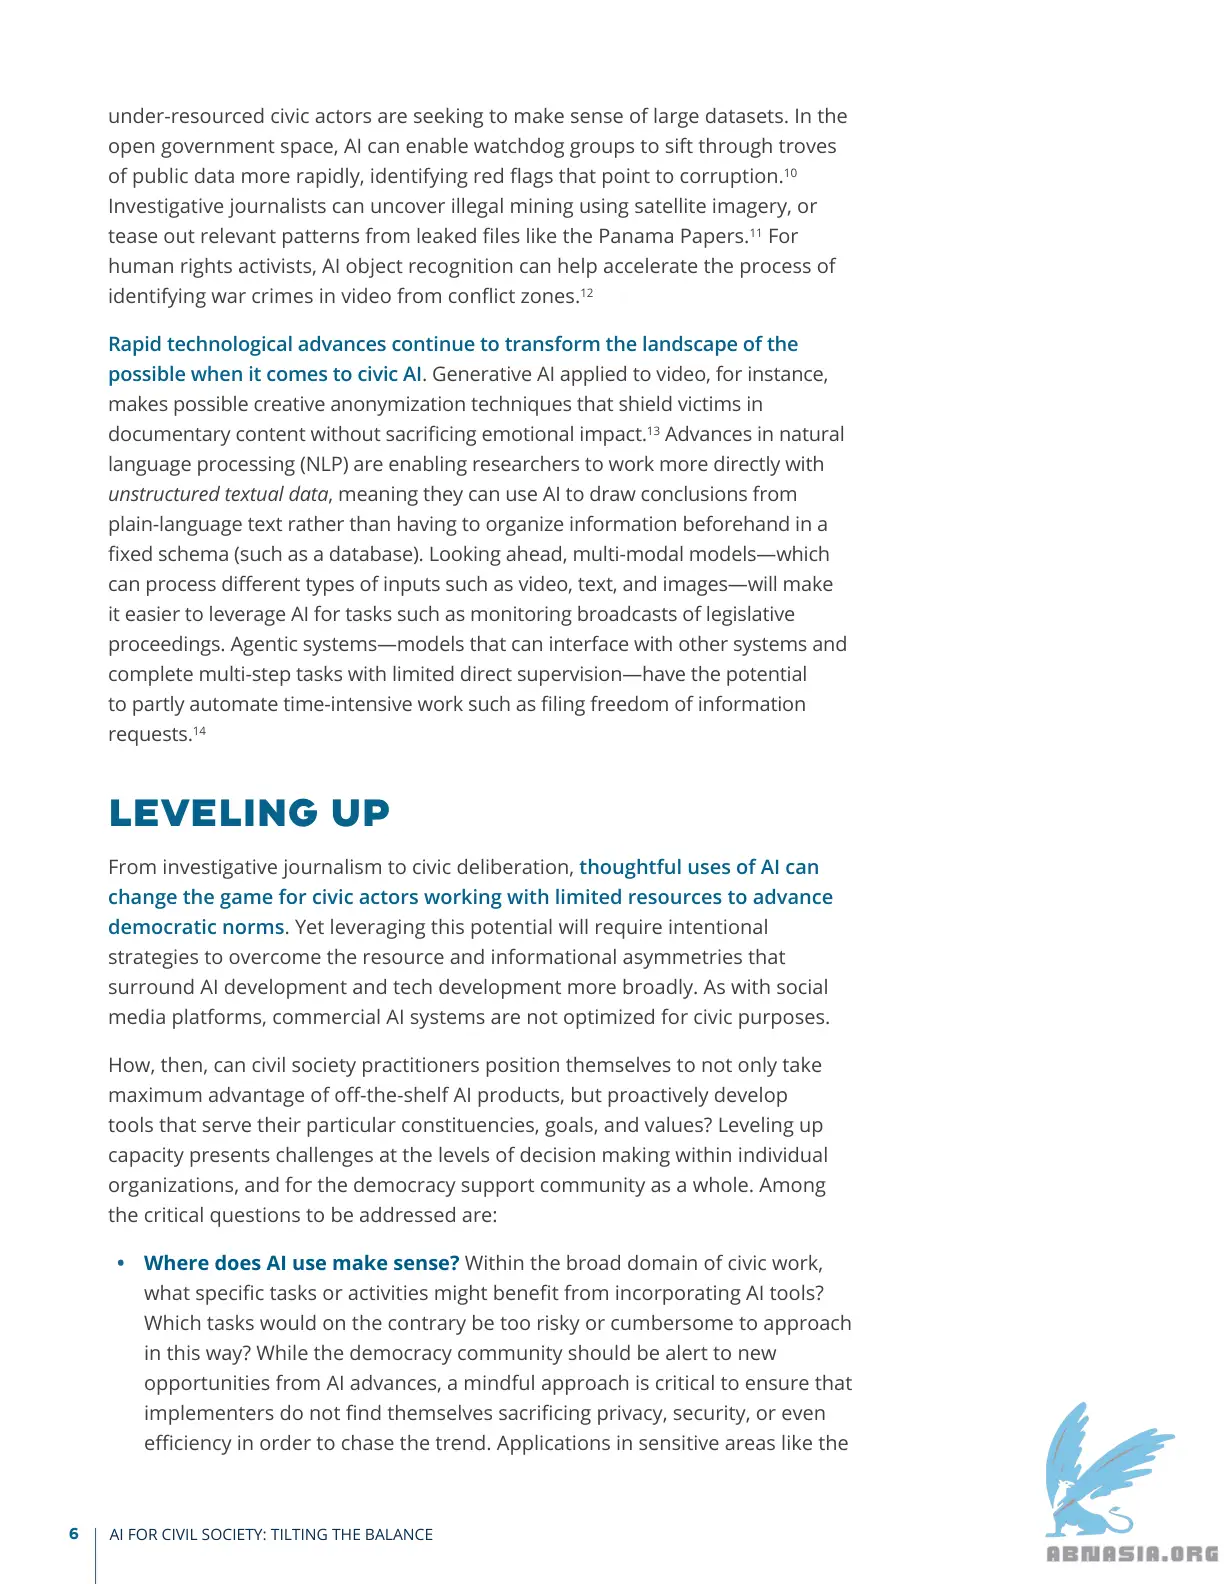 under-resourced civic actors are seeking to make sense of large datasets. In the
open government space, AI can enable watchdog groups to sift through troves
of public data more rapidly, identifying red flags that point to corruption.10
Investigative journalists can uncover illegal mining using satellite imagery, or
tease out relevant patterns from leaked files like the Panama Papers.11 For
human rights activists, AI object recognition can help accelerate the process of
identifying war crimes in video from conflict zones.12
Rapid technological advances continue to transform the landscape of the
possible when it comes to civic AI. Generative AI applied to video, for instance,
makes possible creative anonymization techniques that shield victims in
documentary content without sacrificing emotional impact.13 Advances in natural
language processing (NLP) are enabling researchers to work more directly with
unstructured textual data, meaning they can use AI to draw conclusions from
plain-language text rather than having to organize information beforehand in a
fixed schema (such as a database). Looking ahead, multi-modal models—which
can process different types of inputs such as video, text, and images—will make
it easier to leverage AI for tasks such as monitoring broadcasts of legislative
proceedings. Agentic systems—models that can interface with other systems and
complete multi-step tasks with limited direct supervision—have the potential
to partly automate time-intensive work such as filing freedom of information
requests.14
LEVELING UP
From investigative journalism to civic deliberation, thoughtful uses of AI can
change the game for civic actors working with limited resources to advance
democratic norms. Yet leveraging this potential will require intentional
strategies to overcome the resource and informational asymmetries that
surround AI development and tech development more broadly. As with social
media platforms, commercial AI systems are not optimized for civic purposes.
How, then, can civil society practitioners position themselves to not only take
maximum advantage of off-the-shelf AI products, but proactively develop
tools that serve their particular constituencies, goals, and values? Leveling up
capacity presents challenges at the levels of decision making within individual
organizations, and for the democracy support community as a whole. Among
the critical questions to be addressed are:
• Where does AI use make sense? Within the broad domain of civic work,
what specific tasks or activities might benefit from incorporating AI tools?
Which tasks would on the contrary be too risky or cumbersome to approach
in this way? While the democracy community should be alert to new
opportunities from AI advances, a mindful approach is critical to ensure that
implementers do not find themselves sacrificing privacy, security, or even
efficiency in order to chase the trend. Applications in sensitive areas like the
6 AI FOR CIVIL SOCIETY: TILTING THE BALANCE
ABNASIA.ORG